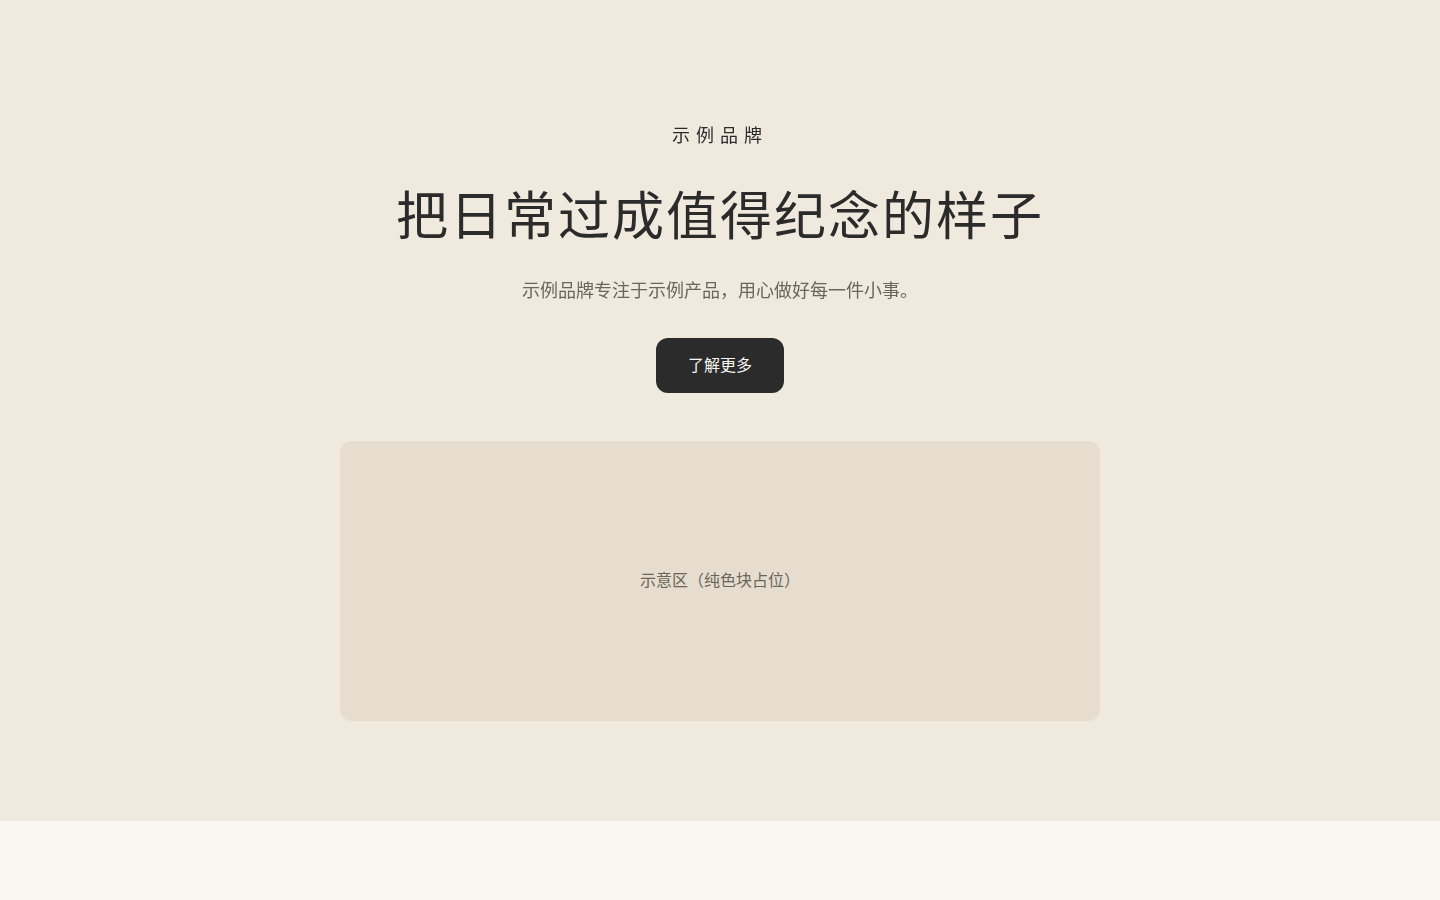 示例品牌
把日常过成值得纪念的样子
示例品牌专注于示例产品，用心做好每一件小事。
了解更多
示意区（纯色块占位）